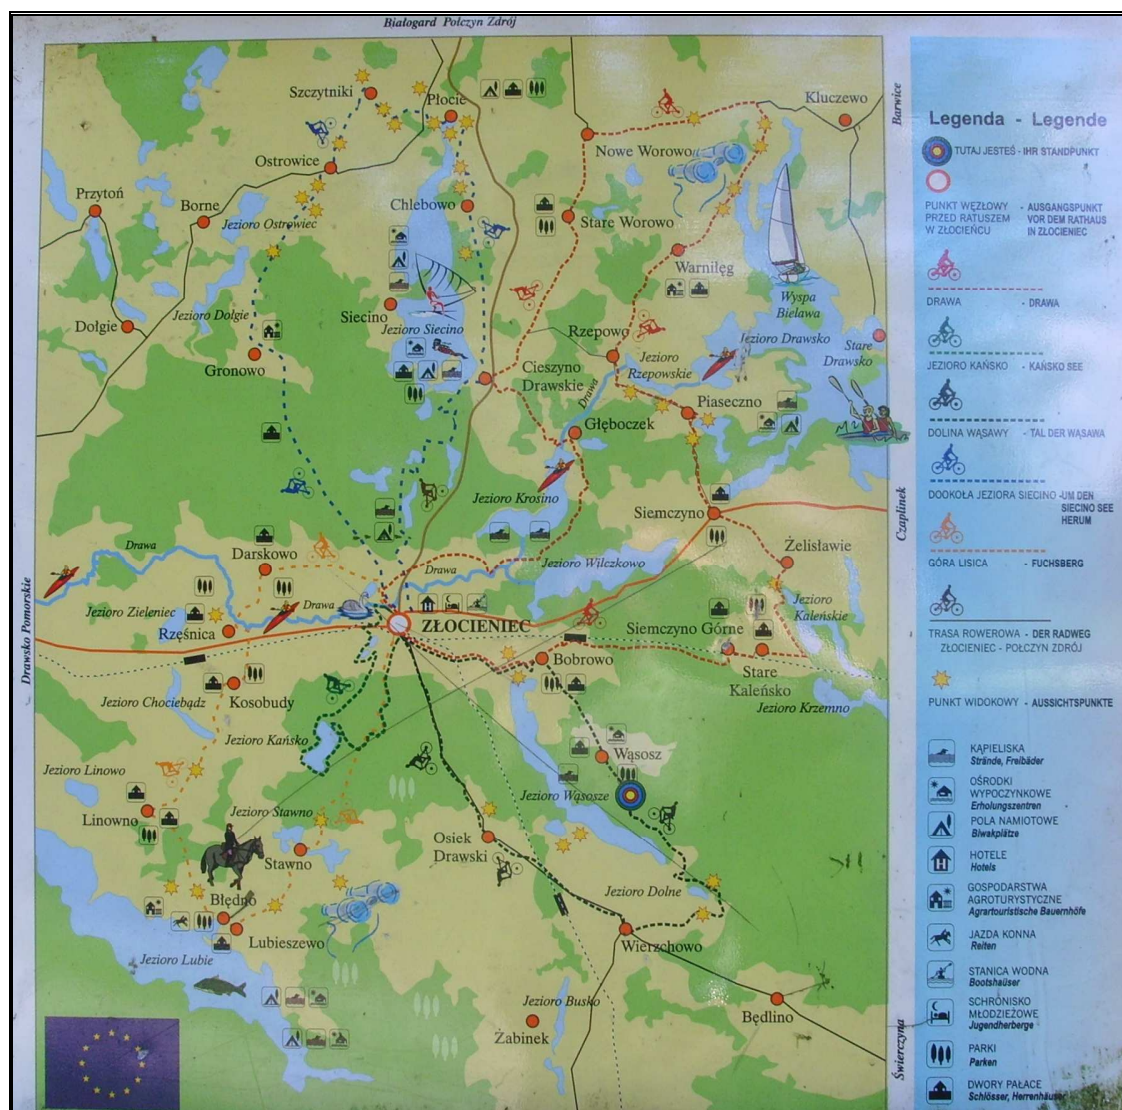 Białogard Połczyn Zdrój
Szczytniki
Płocie
Kluczewo
Barwice
Nowe Worowo
Ostrowice
Przytoń
Borne
Jezioro Ostrowiec
Chlebowo
Stare Worowo
Warniłęg
Wyspa
Bielawa
Dołgie
Jezioro Dołgie
Siecino
Jezioro Siecino
Rzepowo
Jezioro
Rzepowskie
Jezioro Drawsko
Stare
Drawsko
Gronowo
Cieszyno
Drawskie
Drawa
Piaseczno
Głęboczek
Jezioro Krosino
Siemczyno
Czaplinek
Drawa
Darskowo
Drawa
Jezioro Wilczkowo
Żelisławie
Jezioro Zieleniec
Drawa
Rzęśnica
ZŁOCIENIEC
H
Siemczyno Górne
Jezioro
Kaleńskie
Drawsko Pomorskie
Bobrowo
Stare
Kaleńsko
Jezioro Krzemno
Jezioro Chociebądz
Kosobudy
Jezioro Kańsko
Wąsosz
Jezioro Linowo
Jezioro Wąsosze
Linowno
Jezioro Stawno
Osiek
Drawski
Stawno
Jezioro Dolne
Błędno
Lubieszewo
Wierzchowo
Jezioro Lubie
Jezioro Busko
Będlino
Żabinek
Świerczyna
Legenda - Legende
TUTAJ JESTEŚ - IHR STANDPUNKT
PUNKT WĘZŁOWY - AUSGANGSPUNKT
PRZED RATUSZEM VOR DEM RATHAUS
W ZŁOCIEŃCU IN ZŁOCIENIEC
DRAWA - DRAWA
JEZIORO KAŃSKO - KAŃSKO SEE
DOLINA WĄSAWY - TAL DER WĄSAWA
DOOKOŁA JEZIORA SIECINO - UM DEN
SIECINO SEE
HERUM
GÓRA LISICA - FUCHSBERG
TRASA ROWEROWA - DER RADWEG
ZŁOCIENIEC - POŁCZYN ZDRÓJ
PUNKT WIDOKOWY - AUSSICHTSPUNKTE
KĄPIELISKA
Strände, Freibäder
OŚRODKI
WYPOCZYNKOWE
Erholungszentren
POLA NAMIOTOWE
Biwakplätze
H
HOTELE
Hotels
GOSPODARSTWA
AGROTURYSTYCZNE
Agrartouristische Bauernhöfe
JAZDA KONNA
Reiten
STANICA WODNA
Bootshaüser
SCHRONISKO
MŁODZIEŻOWE
Jugendherberge
PARKI
Parken
DWORY PAŁACE
Schlösser, Herrenhäuser